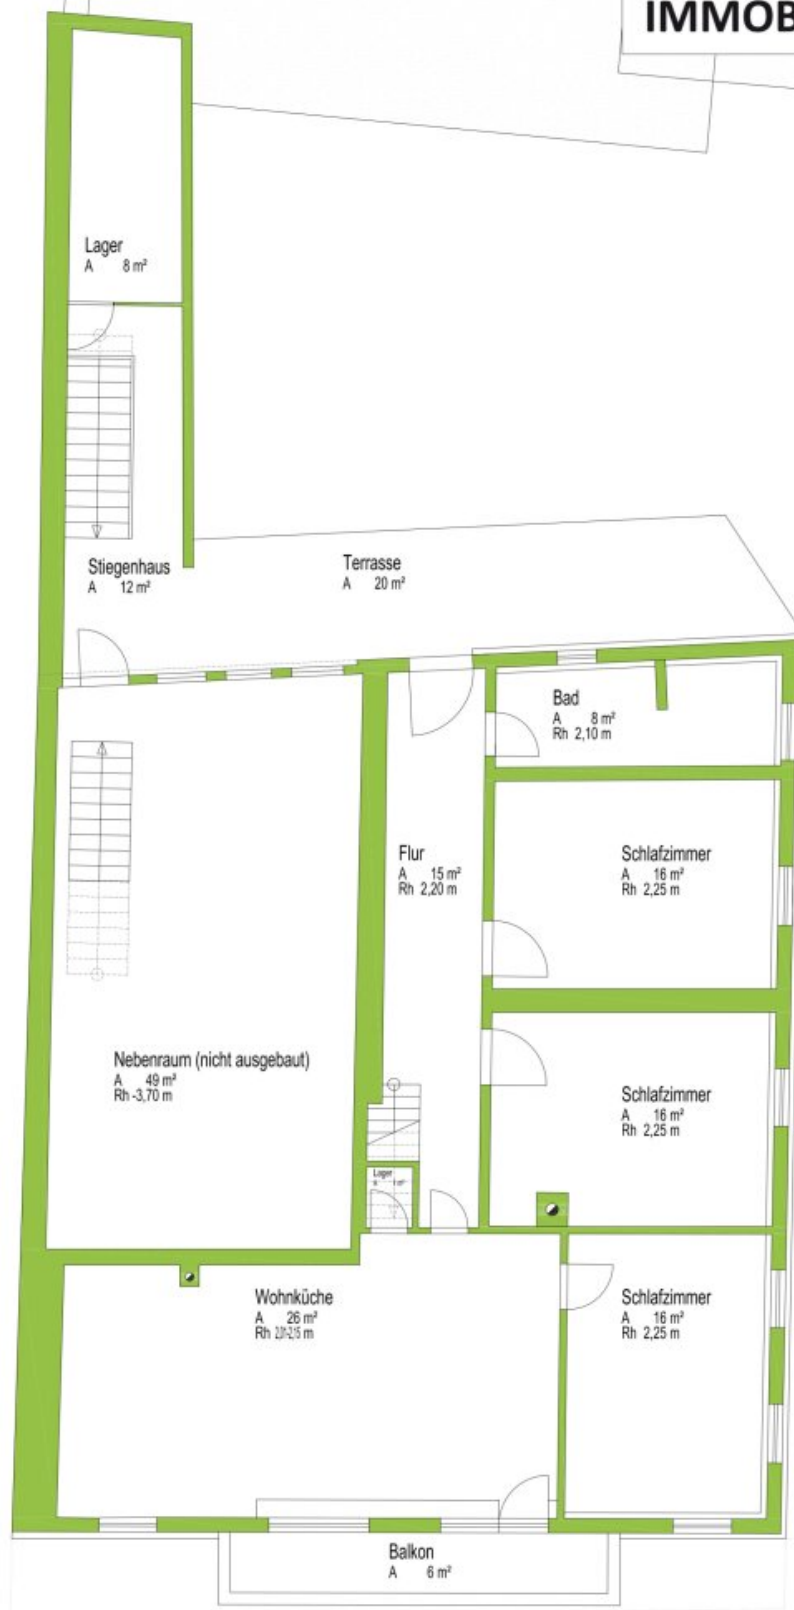 IMMOB
Lager
A 8 m²
Stiegenhaus
A 12 m²
Terrasse
A 20 m²
Bad
A 8 m²
Rh 2,10 m
Flur
A 15 m²
Rh 2,20 m
Schlafzimmer
A 16 m²
Rh 2,25 m
Nebenraum (nicht ausgebaut)
A 49 m²
Rh -3,70 m
Schlafzimmer
A 16 m²
Rh 2,25 m
Lager
Wohnküche
A 26 m²
Rh m
Schlafzimmer
A 16 m²
Rh 2,25 m
Balkon
A 6 m²